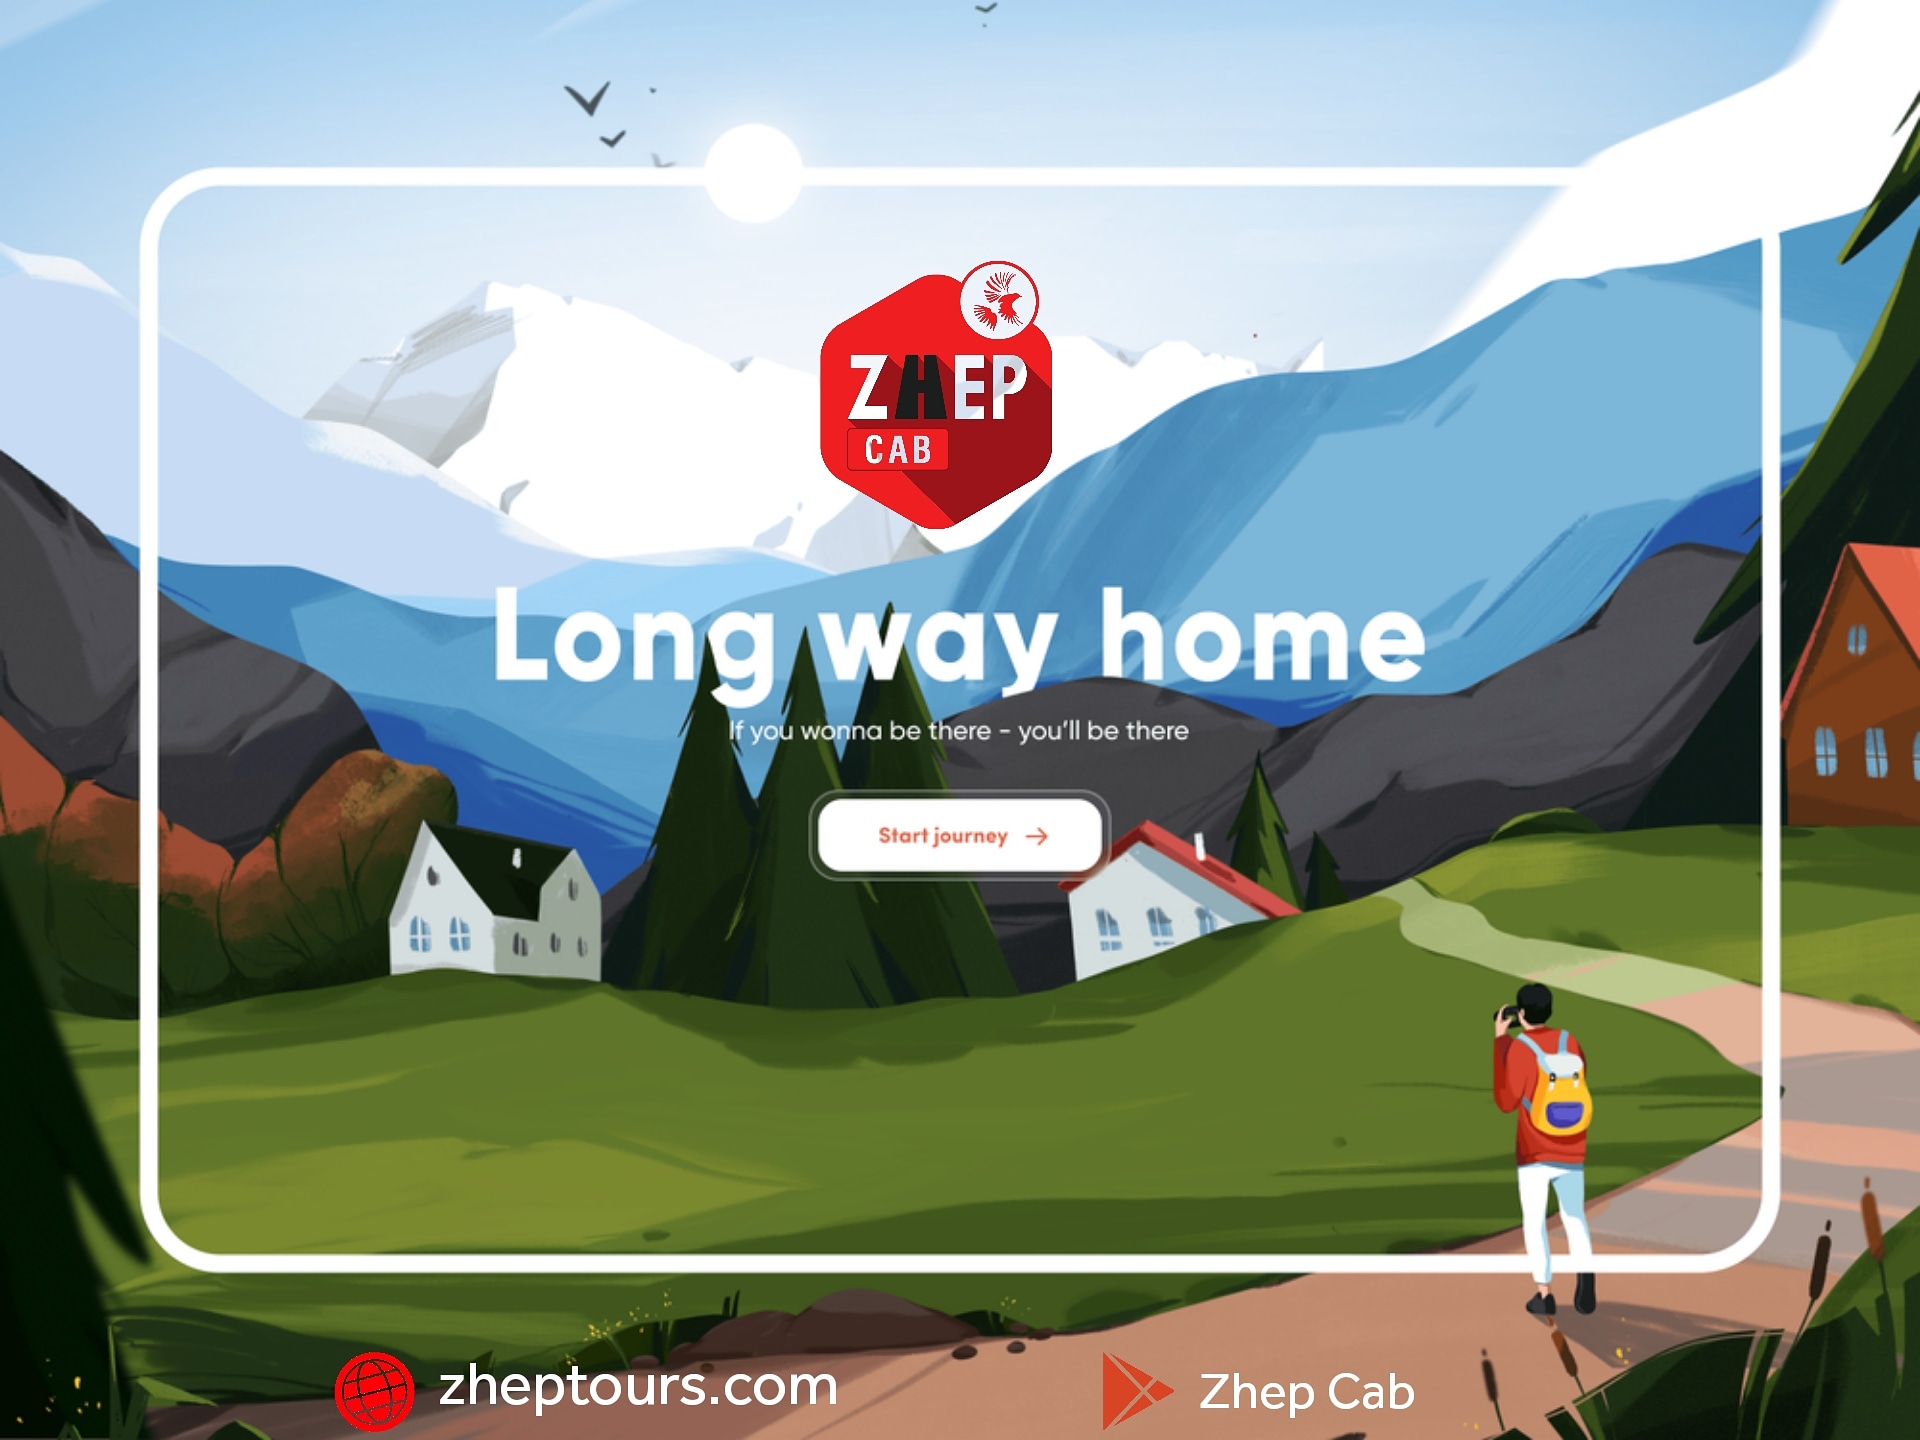 ZHEP
CAB
Long way home
If you wonna be there - you'll be there
Start journey
zheptours.com
Zhep Cab